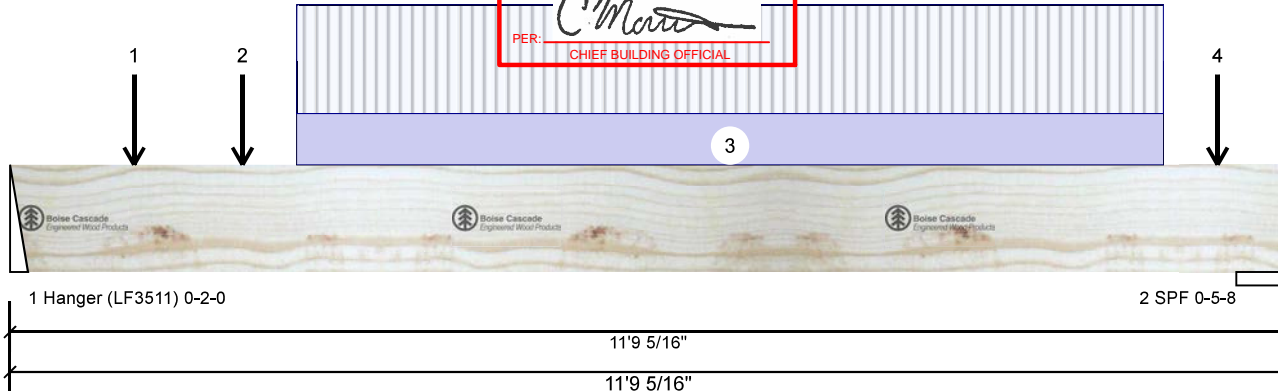 PER:
CHIEF BUILDING OFFICIAL
1
2
4
3
Boise Cascade
Engineered Wood Products
Boise Cascade
Engineered Wood Products
Boise Cascade
Engineered Wood Products
1 Hanger (LF3511) 0-2-0
2 SPF 0-5-8
11'9 5/16"
11'9 5/16"